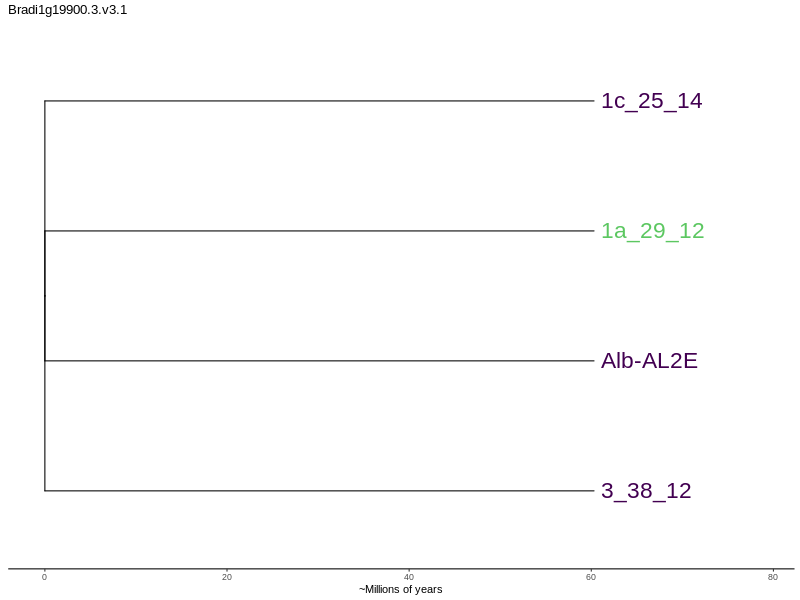 Bradi1g19900.3.v3.1
1c_25_14
1a_29_12
Alb-AL2E
3_38_12
0 20 40 60 80
~Millions of years